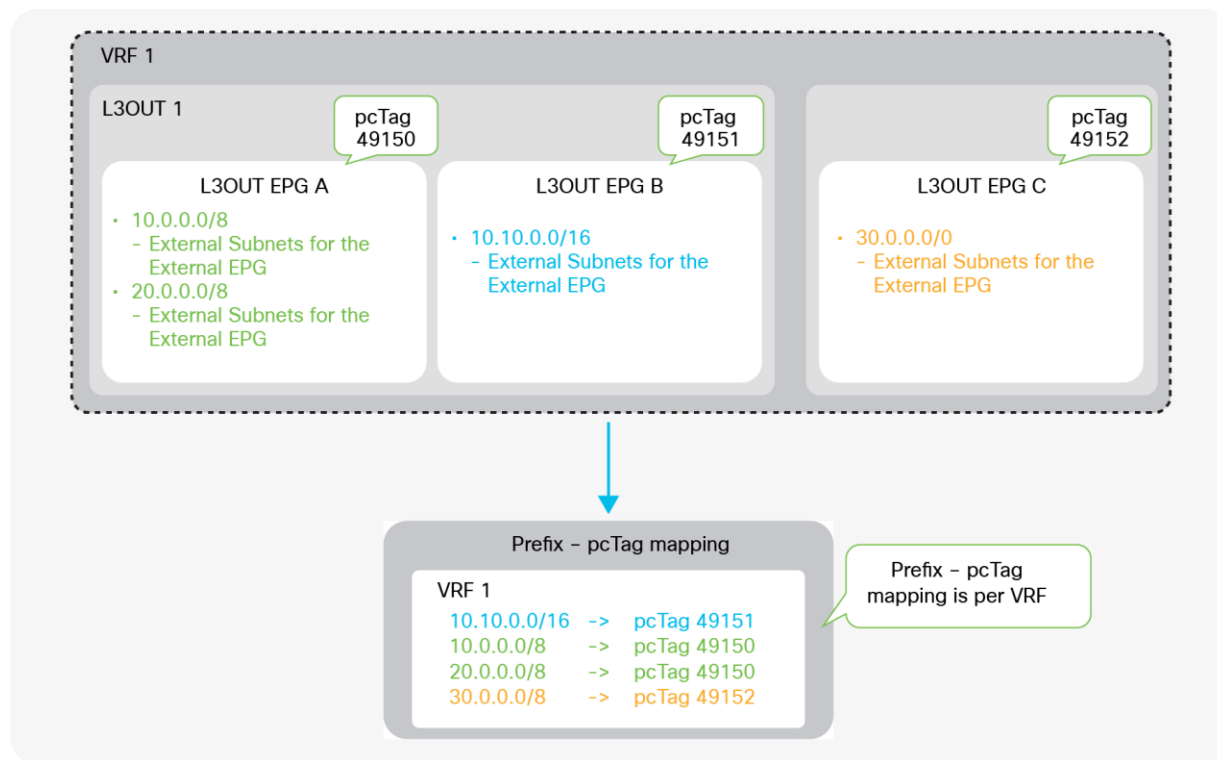 VRF 1
L3OUT 1
pcTag
49150
pcTag
49151
pcTag
49152
L3OUT EPG A
• 10.0.0.0/8
– External Subnets for the
External EPG
• 20.0.0.0/8
– External Subnets for the
External EPG
L3OUT EPG B
• 10.10.0.0/16
– External Subnets for the
External EPG
L3OUT EPG C
• 30.0.0.0/0
– External Subnets for the
External EPG
Prefix – pcTag mapping
VRF 1
10.10.0.0/16 -> pcTag 49151
10.0.0.0/8 -> pcTag 49150
20.0.0.0/8 -> pcTag 49150
30.0.0.0/8 -> pcTag 49152
Prefix – pcTag
mapping is per VRF